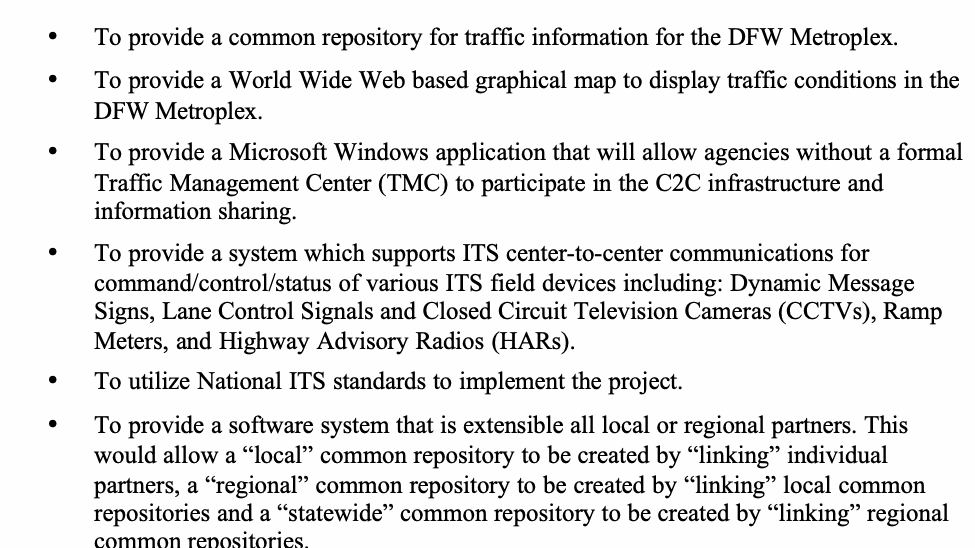 • To provide a common repository for traffic information for the DFW Metroplex.
• To provide a World Wide Web based graphical map to display traffic conditions in the
DFW Metroplex.
• To provide a Microsoft Windows application that will allow agencies without a formal
Traffic Management Center (TMC) to participate in the C2C infrastructure and
information sharing.
• To provide a system which supports ITS center-to-center communications for
command/control/status of various ITS field devices including: Dynamic Message
Signs, Lane Control Signals and Closed Circuit Television Cameras (CCTVs), Ramp
Meters, and Highway Advisory Radios (HARs).
• To utilize National ITS standards to implement the project.
• To provide a software system that is extensible all local or regional partners. This
would allow a “local” common repository to be created by “linking” individual
partners, a “regional” common repository to be created by “linking” local common
repositories and a “statewide” common repository to be created by “linking” regional
common repositories.